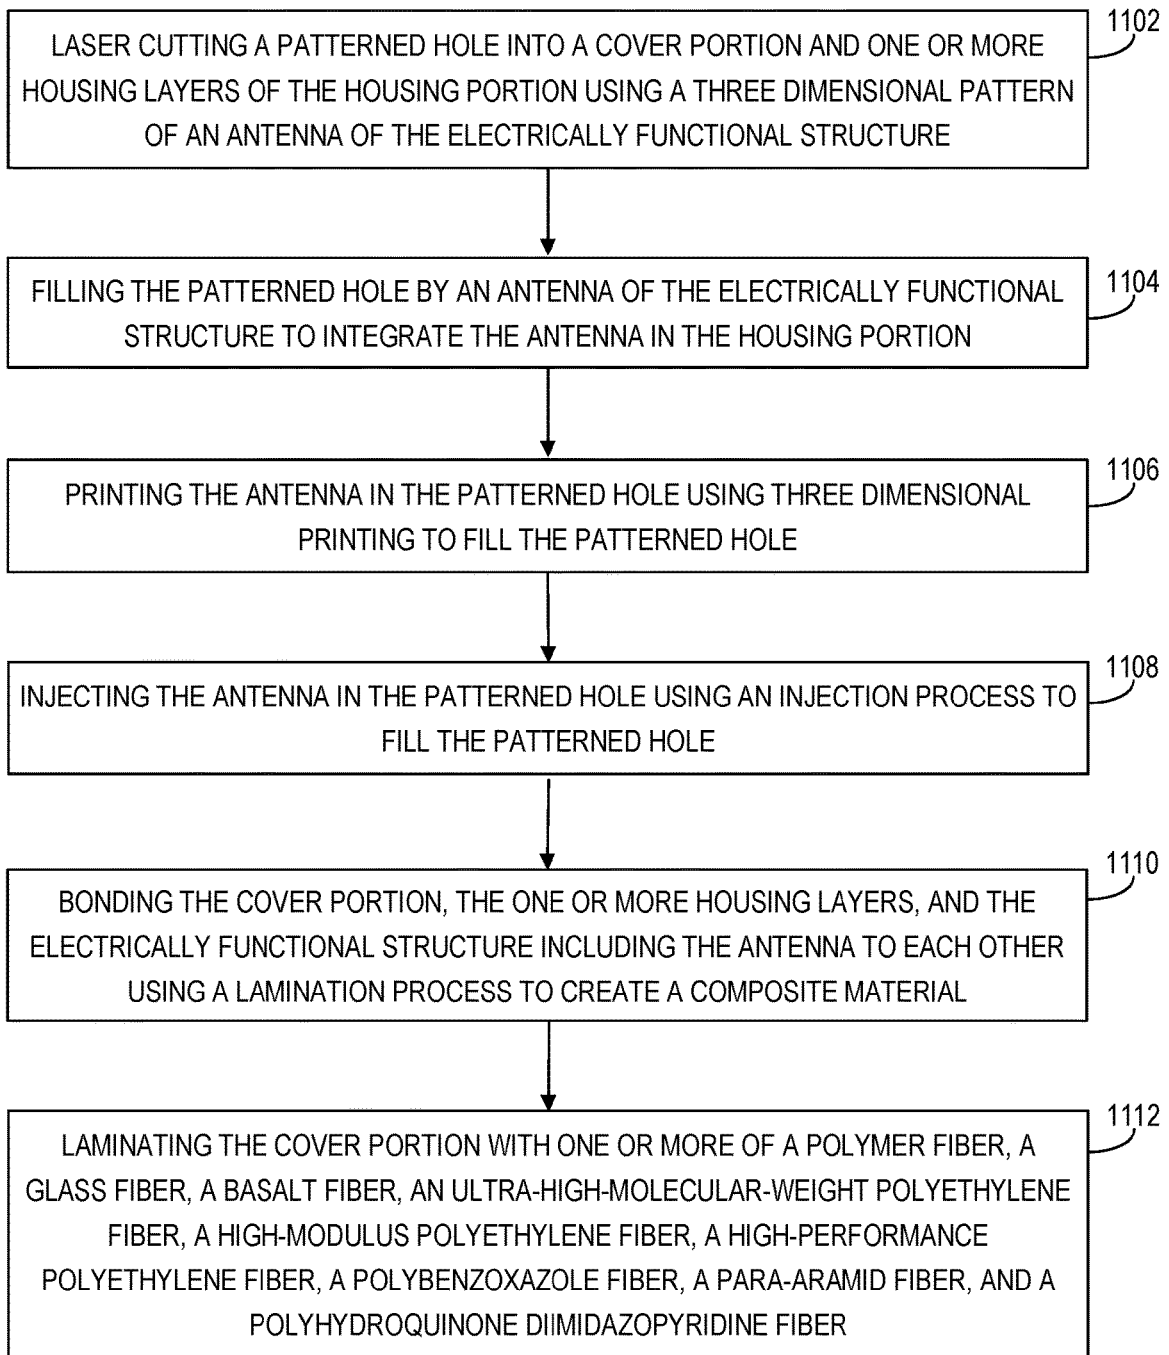 1102
LASER CUTTING A PATTERNED HOLE INTO A COVER PORTION AND ONE OR MORE
HOUSING LAYERS OF THE HOUSING PORTION USING A THREE DIMENSIONAL PATTERN
OF AN ANTENNA OF THE ELECTRICALLY FUNCTIONAL STRUCTURE
1104
FILLING THE PATTERNED HOLE BY AN ANTENNA OF THE ELECTRICALLY FUNCTIONAL
STRUCTURE TO INTEGRATE THE ANTENNA IN THE HOUSING PORTION
1106
PRINTING THE ANTENNA IN THE PATTERNED HOLE USING THREE DIMENSIONAL
PRINTING TO FILL THE PATTERNED HOLE
1108
INJECTING THE ANTENNA IN THE PATTERNED HOLE USING AN INJECTION PROCESS TO
FILL THE PATTERNED HOLE
1110
BONDING THE COVER PORTION, THE ONE OR MORE HOUSING LAYERS, AND THE
ELECTRICALLY FUNCTIONAL STRUCTURE INCLUDING THE ANTENNA TO EACH OTHER
USING A LAMINATION PROCESS TO CREATE A COMPOSITE MATERIAL
1112
LAMINATING THE COVER PORTION WITH ONE OR MORE OF A POLYMER FIBER, A
GLASS FIBER, A BASALT FIBER, AN ULTRA-HIGH-MOLECULAR-WEIGHT POLYETHYLENE
FIBER, A HIGH-MODULUS POLYETHYLENE FIBER, A HIGH-PERFORMANCE
POLYETHYLENE FIBER, A POLYBENZOXAZOLE FIBER, A PARA-ARAMID FIBER, AND A
POLYHYDROQUINONE DIIMIDAZOPYRIDINE FIBER